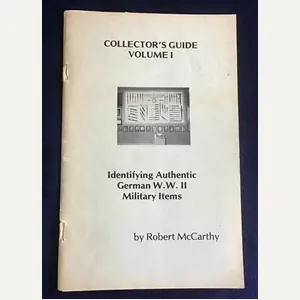 COLLECTOR'S GUIDE
VOLUME I
Identifying Authentic
German W.W. II
Military Items
by Robert McCarthy